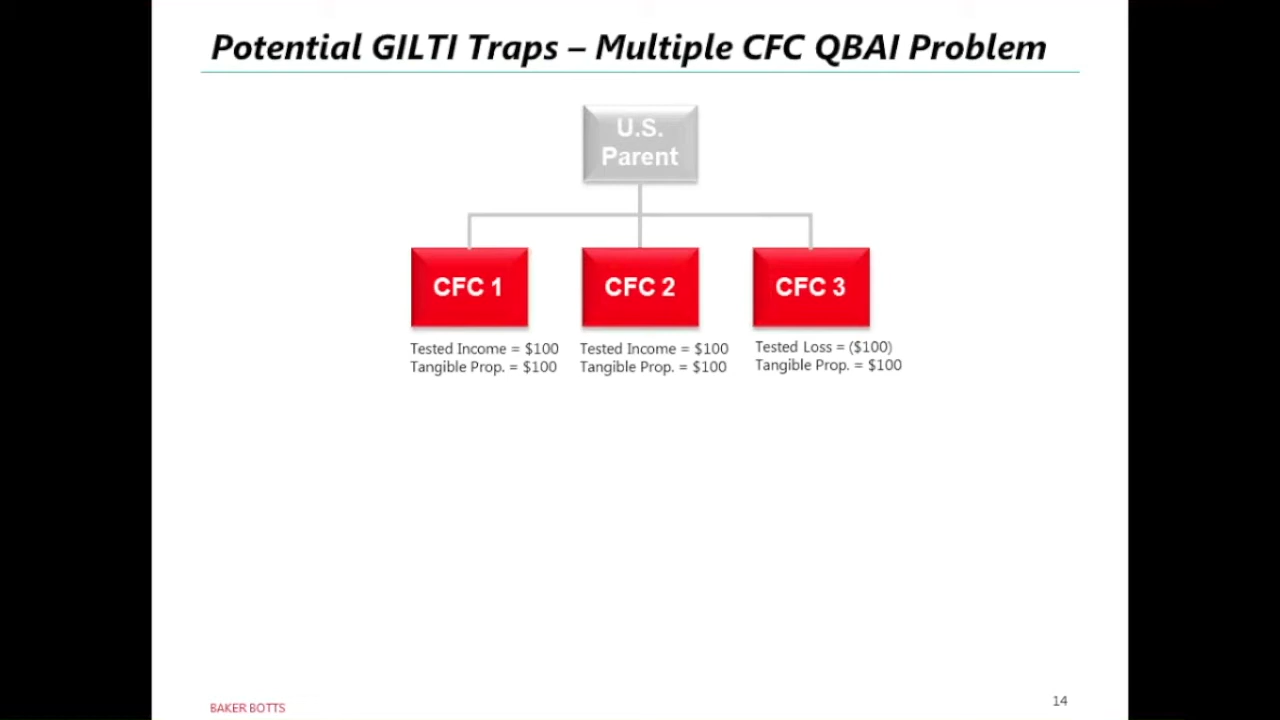 Potential GILTI Traps – Multiple CFC QBAI Problem
U.S.
Parent
CFC 1
CFC 2
CFC 3
Tested Income = $100
Tangible Prop. = $100
Tested Income = $100
Tangible Prop. = $100
Tested Loss = ($100)
Tangible Prop. = $100
BAKER BOTTS
14